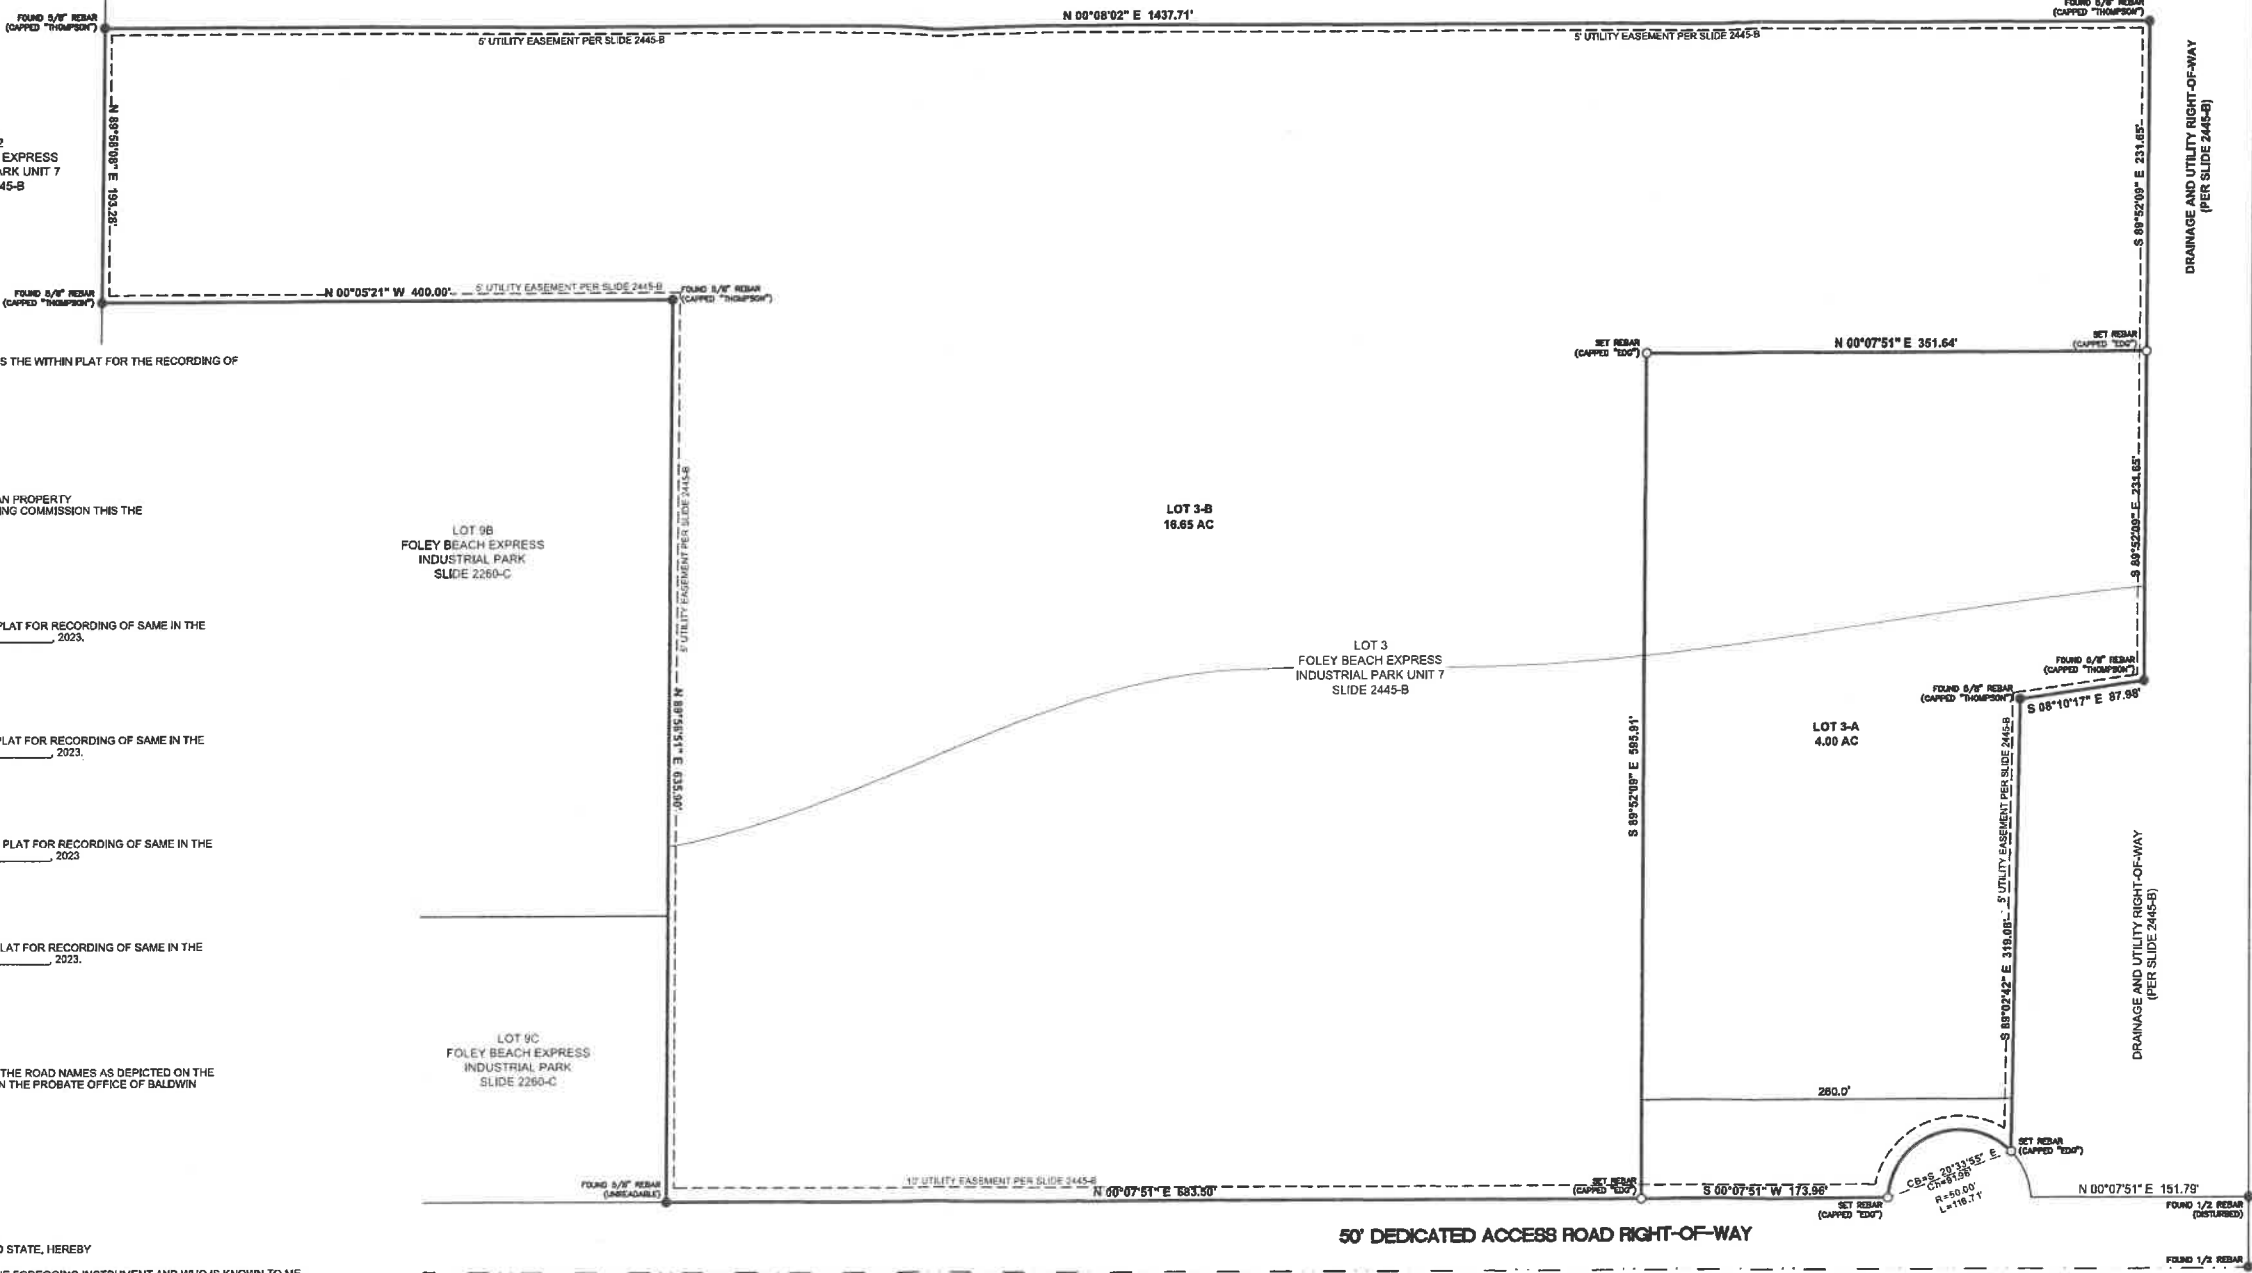 FOUND 5/8" REBAR
(CAPPED "THOMPSON")
N 00°08'02" E 1437.71'
FOUND 5/8" REBAR
(CAPPED "THOMPSON")
5' UTILITY EASEMENT PER SLIDE 2445-B
5' UTILITY EASEMENT PER SLIDE 2445-B
DRAINAGE AND UTILITY RIGHT-OF-WAY
(PER SLIDE 2445-B)
N 89°58'08" E 193.28'
S 89°52'09" E 231.65'
2
EXPRESS
ARK UNIT 7
45-B
FOUND 5/8" REBAR
(CAPPED "THOMPSON")
N 00°05'21" W 400.00'
5' UTILITY EASEMENT PER SLIDE 2445-B
FOUND 5/8" REBAR
(CAPPED "THOMPSON")
SET REBAR
(CAPPED "EDG")
N 00°07'51" E 351.64'
SET REBAR
(CAPPED "EDG")
S THE WITHIN PLAT FOR THE RECORDING OF
AN PROPERTY
ING COMMISSION THIS THE
LOT 9B
FOLEY BEACH EXPRESS
INDUSTRIAL PARK
SLIDE 2260-C
5' UTILITY EASEMENT PER SLIDE 2445-B
N 89°58'51" E 635.90'
LOT 3-B
16.65 AC
S 89°52'09" E 231.65'
PLAT FOR RECORDING OF SAME IN THE
________, 2023.
LOT 3
FOLEY BEACH EXPRESS
INDUSTRIAL PARK UNIT 7
SLIDE 2445-B
FOUND 5/8" REBAR
(CAPPED "THOMPSON")
FOUND 5/8" REBAR
(CAPPED "THOMPSON")
S 08°10'17" E 87.98'
LOT 3-A
4.00 AC
S 89°52'09" E 595.91'
5' UTILITY EASEMENT PER SLIDE 2445-B
S 89°02'42" E 319.08'
PLAT FOR RECORDING OF SAME IN THE
________, 2023.
PLAT FOR RECORDING OF SAME IN THE
________, 2023
DRAINAGE AND UTILITY RIGHT-OF-WAY
(PER SLIDE 2445-B)
LAT FOR RECORDING OF SAME IN THE
________, 2023.
LOT 9C
FOLEY BEACH EXPRESS
INDUSTRIAL PARK
SLIDE 2260-C
THE ROAD NAMES AS DEPICTED ON THE
N THE PROBATE OFFICE OF BALDWIN
260.0'
SET REBAR
(CAPPED "EDG")
CB=S 20°33'55" E
R=50.00'
L=116.71'
FOUND 5/8" REBAR
(UNREADABLE)
10' UTILITY EASEMENT PER SLIDE 2445-B
N 00°07'51" E 683.50'
SET REBAR
(CAPPED "EDG")
S 00°07'51" W 173.96'
SET REBAR
(CAPPED "EDG")
N 00°07'51" E 151.79'
FOUND 1/2 REBAR
(DISTURBED)
50' DEDICATED ACCESS ROAD RIGHT-OF-WAY
D STATE, HEREBY
FOUND 1/2 REBAR